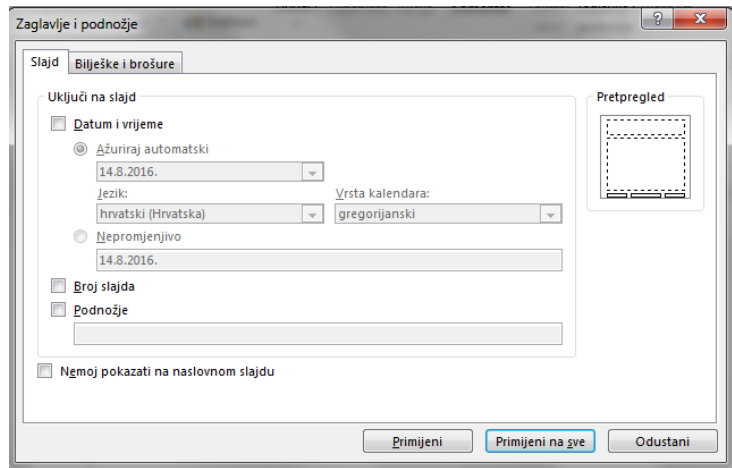 Zaglavlje i podnožje
? X
Slajd Bilješke i brošure
Uključi na slajd Pretpregled
Datum i vrijeme
Ažuriraj automatski
14.8.2016.
Jezik: Vrsta kalendara:
hrvatski (Hrvatska) gregorijanski
Nepromjenjivo
14.8.2016.
Broj slajda
Podnožje
Nemoj pokazati na naslovnom slajdu
Primijeni Primijeni na sve Odustani